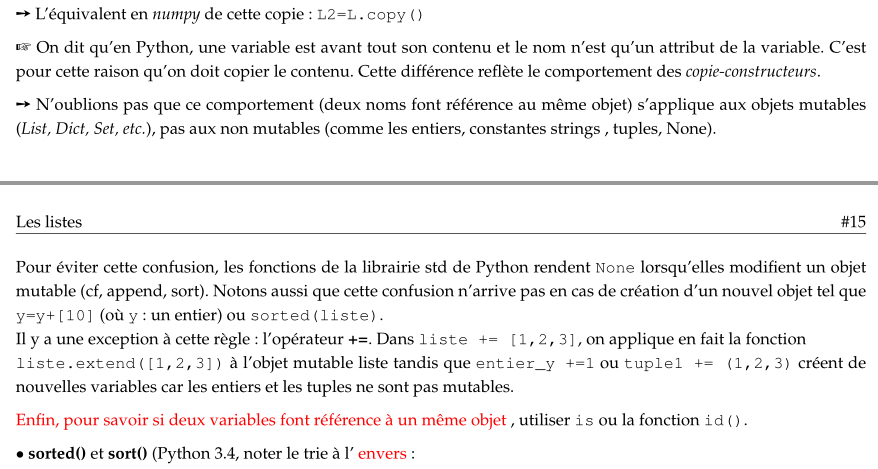 → L'équivalent en numpy de cette copie : L2=L.copy()
☞ On dit qu'en Python, une variable est avant tout son contenu et le nom n'est qu'un attribut de la variable. C'est
pour cette raison qu'on doit copier le contenu. Cette différence reflète le comportement des copie-constructeurs.
→ N'oublions pas que ce comportement (deux noms font référence au même objet) s'applique aux objets mutables
(List, Dict, Set, etc.), pas aux non mutables (comme les entiers, constantes strings , tuples, None).
Les listes #15
Pour éviter cette confusion, les fonctions de la librairie std de Python rendent None lorsqu'elles modifient un objet
mutable (cf, append, sort). Notons aussi que cette confusion n'arrive pas en cas de création d'un nouvel objet tel que
y=y+[10] (où y : un entier) ou sorted(liste).
Il y a une exception à cette règle : l'opérateur +=. Dans liste += [1,2,3], on applique en fait la fonction
liste.extend([1,2,3]) à l'objet mutable liste tandis que entier_y +=1 ou tuple1 += (1,2,3) créent de
nouvelles variables car les entiers et les tuples ne sont pas mutables.
Enfin, pour savoir si deux variables font référence à un même objet , utiliser is ou la fonction id().
• sorted() et sort() (Python 3.4, noter le trie à l' envers :